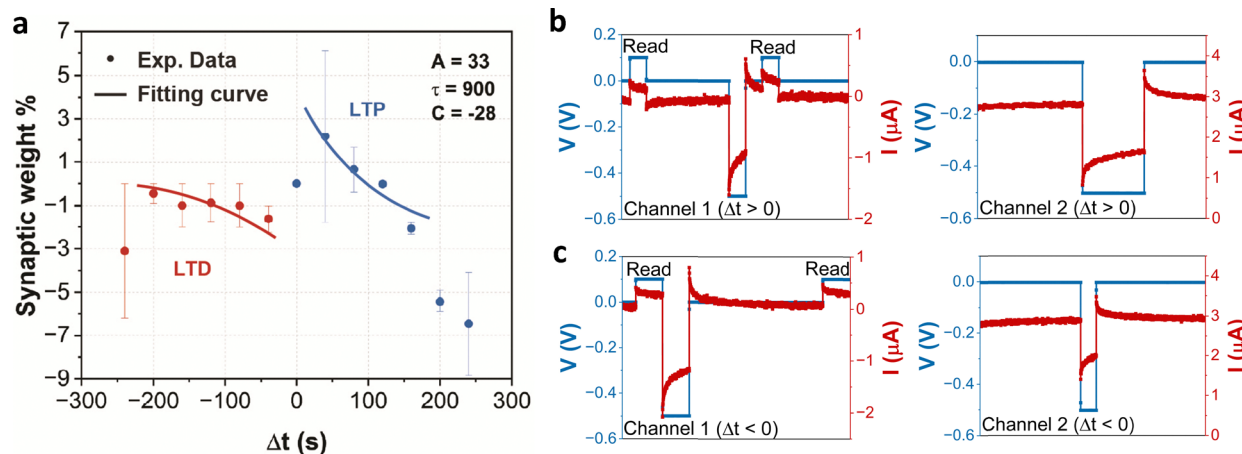 a
7
5
3
1
−1
−3
−5
−7
−9
Synaptic weight %
Exp. Data
Fitting curve
A = 33
τ = 900
C = -28
LTP
LTD
−300 −200 −100 0 100 200 300
Δt (s)
b
Read Read
0.2
0.0
−0.2
−0.4
−0.6
V (V)
1
0
−1
−2
I (μA)
Channel 1 (Δt > 0)
0.0
−0.2
−0.4
−0.6
V (V)
4
3
2
1
0
I (μA)
Channel 2 (Δt > 0)
c
Read Read
0.2
0.0
−0.2
−0.4
−0.6
V (V)
1
0
−1
−2
I (μA)
Channel 1 (Δt < 0)
0.0
−0.2
−0.4
−0.6
V (V)
4
3
2
1
0
I (μA)
Channel 2 (Δt < 0)